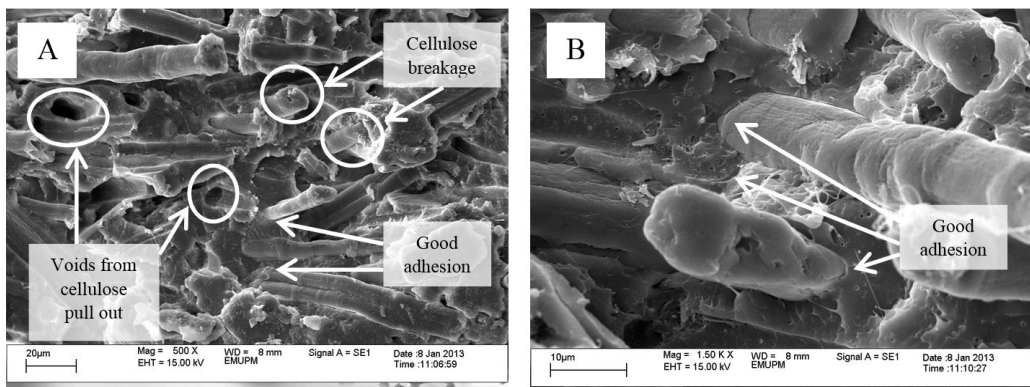 A
Cellulose
breakage
Voids from
cellulose
pull out
Good
adhesion
20µm
Mag = 500 X
WD = 8 mm
Signal A = SE1
Date :8 Jan 2013
EHT = 15.00 kV
EMUPM
Time :11:06:59
B
Good
adhesion
10µm
Mag = 1.50 K X
WD = 8 mm
Signal A = SE1
Date :8 Jan 2013
EHT = 15.00 kV
EMUPM
Time :11:10:27